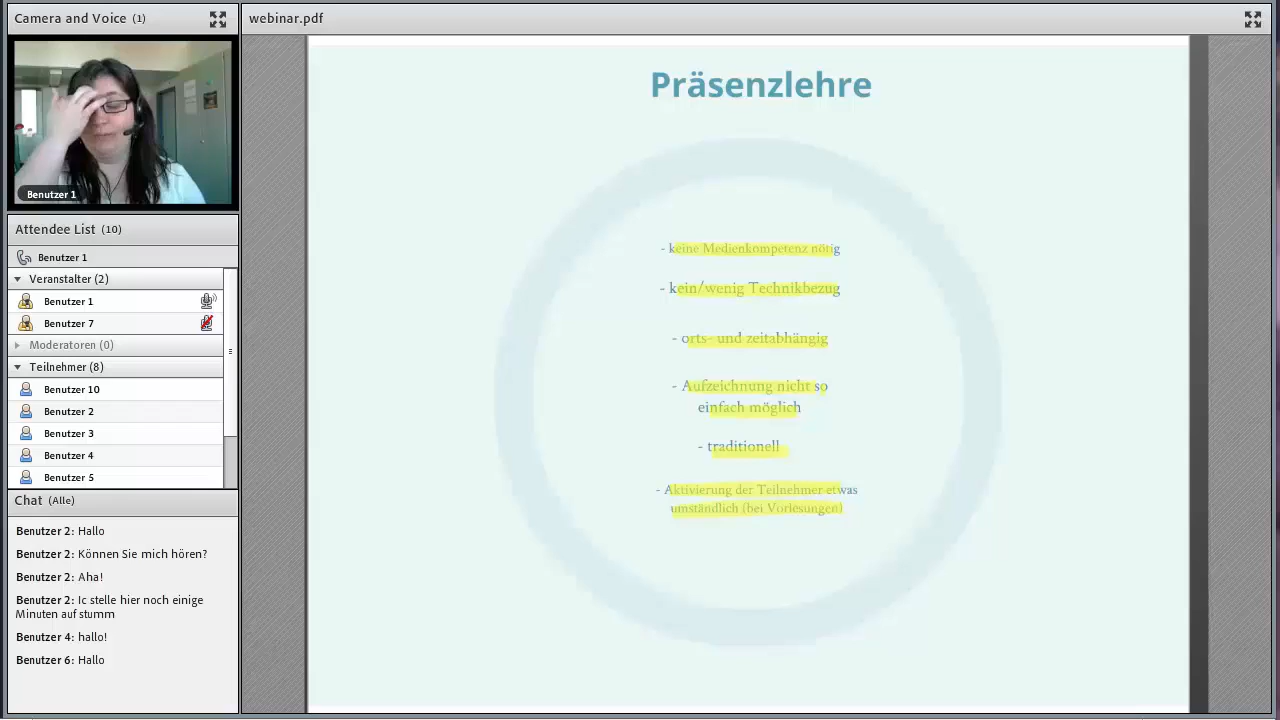 Camera and Voice (1)
Benutzer 1
Attendee List (10)
Benutzer 1
Veranstalter (2)
Benutzer 1
Benutzer 7
Moderatoren (0)
Teilnehmer (8)
Benutzer 10
Benutzer 2
Benutzer 3
Benutzer 4
Benutzer 5
Chat (Alle)
Benutzer 2: Hallo
Benutzer 2: Können Sie mich hören?
Benutzer 2: Aha!
Benutzer 2: Ic stelle hier noch einige
Minuten auf stumm
Benutzer 4: hallo!
Benutzer 6: Hallo
webinar.pdf
Präsenzlehre
- keine Medienkompetenz nötig
- kein/wenig Technikbezug
- orts- und zeitabhängig
- Aufzeichnung nicht so
einfach möglich
- traditionell
- Aktivierung der Teilnehmer etwas
umständlich (bei Vorlesungen)